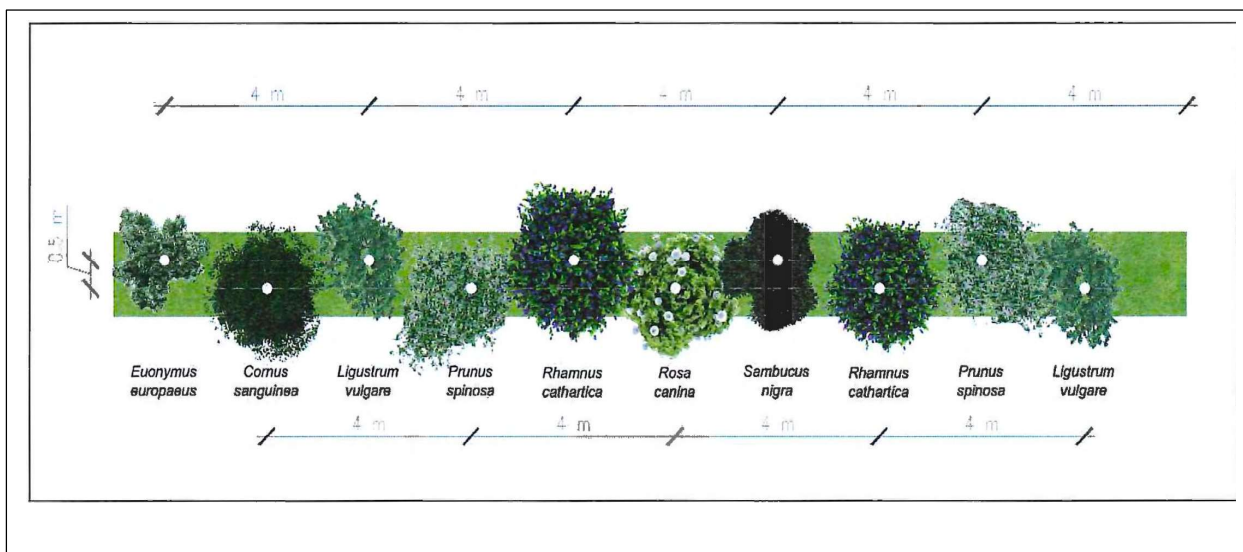 4 m 4 m 4 m 4 m 4 m
0.5 m
Euonymus europaeus
Cornus sanguinea
Ligustrum vulgare
Prunus spinosa
Rhamnus cathartica
Rosa canina
Sambucus nigra
Rhamnus cathartica
Prunus spinosa
Ligustrum vulgare
4 m 4 m 4 m 4 m